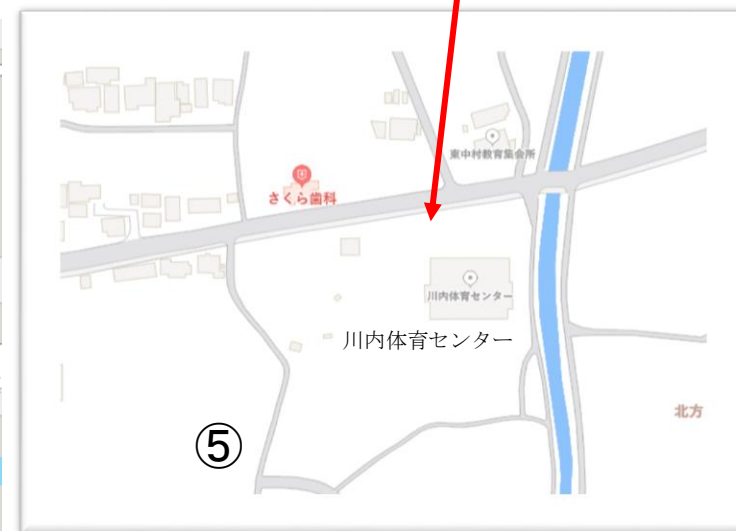 東中村教育集会所
さくら歯科
川内体育センター
川内体育センター
北方
⑤